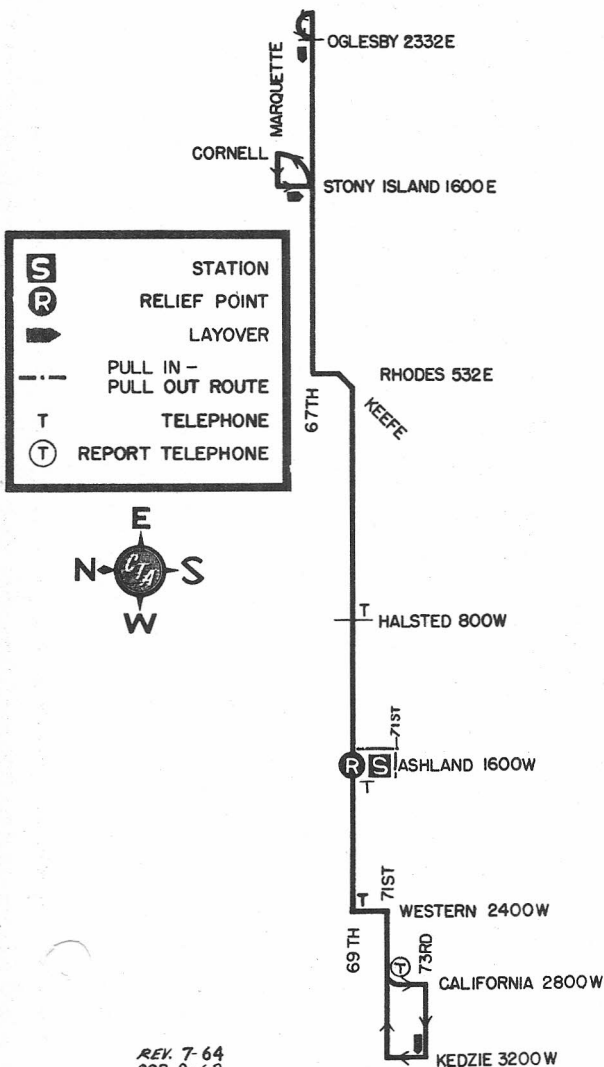 OGLESBY 2332E
MARQUETTE
CORNELL
STONY ISLAND 1600E
S STATION
R RELIEF POINT
LAYOVER
PULL IN -
PULL OUT ROUTE
T TELEPHONE
T REPORT TELEPHONE
RHODES 532E
67TH
KEEFE
E
N CTA S
W
T
HALSTED 800W
71ST
R S ASHLAND 1600W
T
71ST
T
WESTERN 2400W
69TH
73RD
T
CALIFORNIA 2800W
KEDZIE 3200W
REV. 7-64